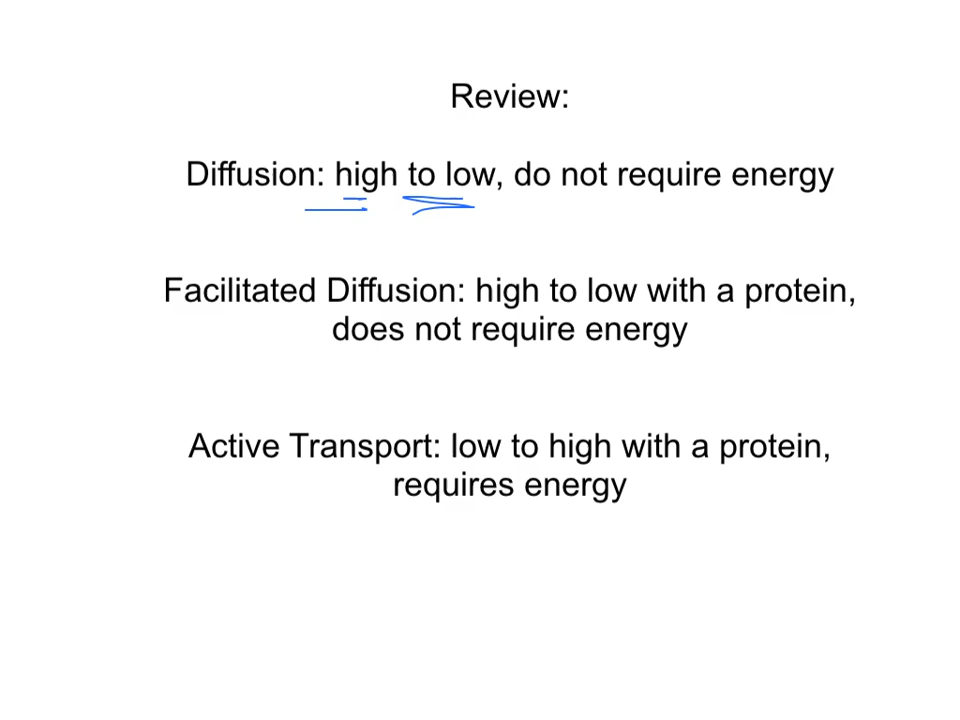 Review:
Diffusion: high to low, do not require energy
Facilitated Diffusion: high to low with a protein,
does not require energy
Active Transport: low to high with a protein,
requires energy